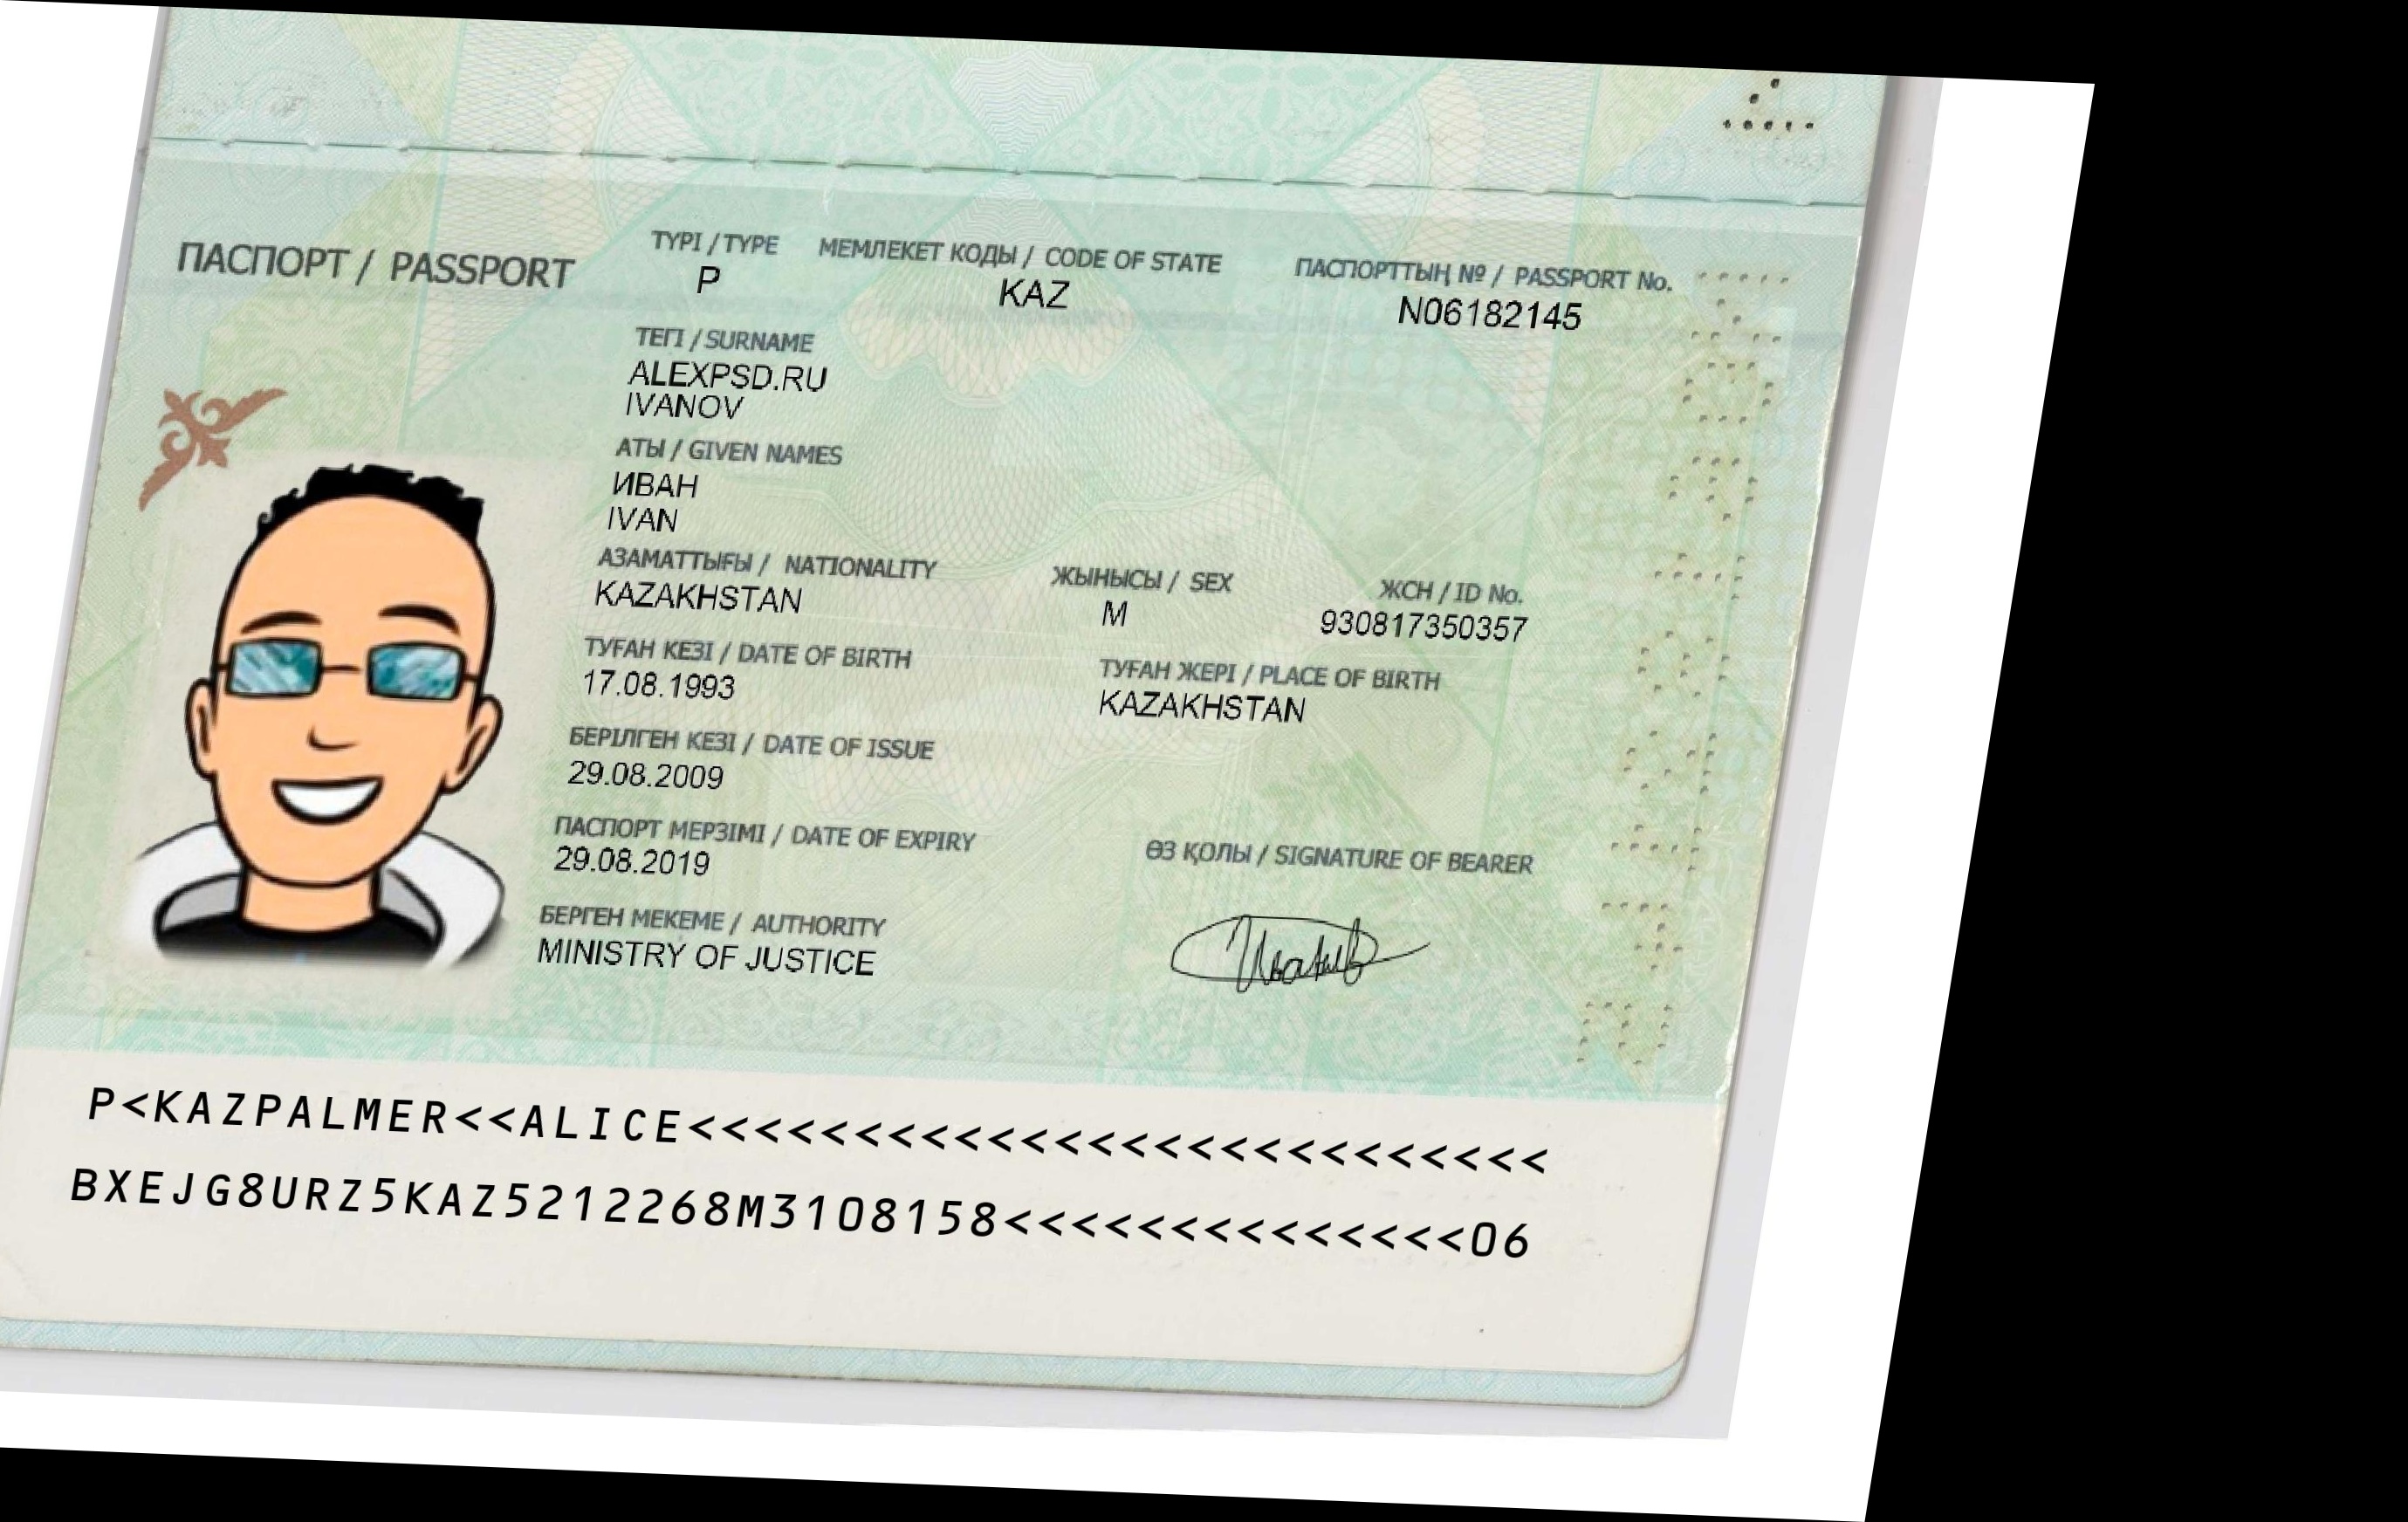 ПАСПОРТ / PASSPORT
ТҮРІ / TYPE МЕМЛЕКЕТ КОДЫ / CODE OF STATE ПАСПОРТТЫҢ № / PASSPORT No.
P KAZ N06182145
ТЕГІ / SURNAME
ALEXPSD.RU
IVANOV
АТЫ / GIVEN NAMES
ИВАН
IVAN
АЗАМАТТЫҒЫ / NATIONALITY ЖЫНЫСЫ / SEX ЖСН / ID No.
KAZAKHSTAN M 930817350357
ТУҒАН КЕЗІ / DATE OF BIRTH ТУҒАН ЖЕРІ / PLACE OF BIRTH
17.08.1993 KAZAKHSTAN
БЕРІЛГЕН КЕЗІ / DATE OF ISSUE
29.08.2009
ПАСПОРТ МЕРЗІМІ / DATE OF EXPIRY ӨЗ ҚОЛЫ / SIGNATURE OF BEARER
29.08.2019
БЕРГЕН МЕКЕМЕ / AUTHORITY
MINISTRY OF JUSTICE
P<KAZPALMER<<ALICE<<<<<<<<<<<<<<<<<<<<<<<<<<
BXEJG8URZ5KAZ5212268M3108158<<<<<<<<<<<<<<06